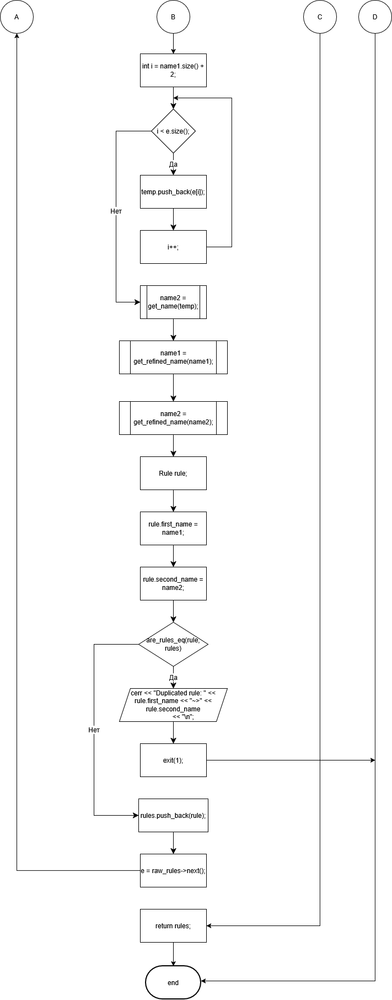 A
B
C
D
int i = name1.size() +
2;
i < e.size();
Да
temp.push_back(e[i]);
Нет
i++;
name2 =
get_name(temp);
name1 =
get_refined_name(name1);
name2 =
get_refined_name(name2);
Rule rule;
rule.first_name =
name1;
rule.second_name =
name2;
are_rules_eq(rule,
rules)
Да
cerr << "Duplicated rule: " <<
rule.first_name << "~>" <<
rule.second_name
<< "\n";
Нет
exit(1);
rules.push_back(rule);
e = raw_rules->next();
return rules;
end